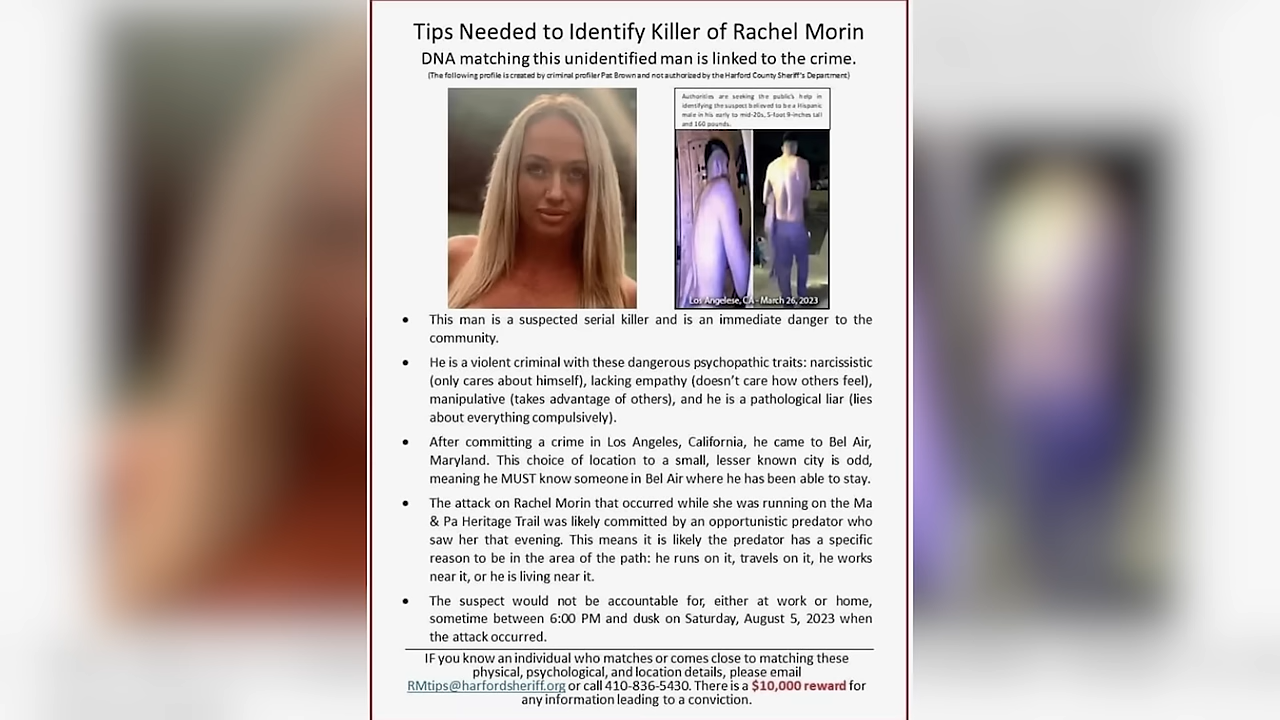 Tips Needed to Identify Killer of Rachel Morin
DNA matching this unidentified man is linked to the crime.
(The following profile is created by criminal profiler Pat Brown and not authorized by the Harford County Sheriff's Department)
Authorities are seeking the public's help in
identifying the suspect believed to be a Hispanic
male in his early to mid-20s, 5-foot 9-inches tall
and 160 pounds.
Los Angelese, CA - March 26, 2023
• This man is a suspected serial killer and is an immediate danger to the
community.
• He is a violent criminal with these dangerous psychopathic traits: narcissistic
(only cares about himself), lacking empathy (doesn't care how others feel),
manipulative (takes advantage of others), and he is a pathological liar (lies
about everything compulsively).
• After committing a crime in Los Angeles, California, he came to Bel Air,
Maryland. This choice of location to a small, lesser known city is odd,
meaning he MUST know someone in Bel Air where he has been able to stay.
• The attack on Rachel Morin that occurred while she was running on the Ma
& Pa Heritage Trail was likely committed by an opportunistic predator who
saw her that evening. This means it is likely the predator has a specific
reason to be in the area of the path: he runs on it, travels on it, he works
near it, or he is living near it.
• The suspect would not be accountable for, either at work or home,
sometime between 6:00 PM and dusk on Saturday, August 5, 2023 when
the attack occurred.
IF you know an individual who matches or comes close to matching these
physical, psychological, and location details, please email
RMtips@harfordsheriff.org or call 410-836-5430. There is a $10,000 reward for
any information leading to a conviction.